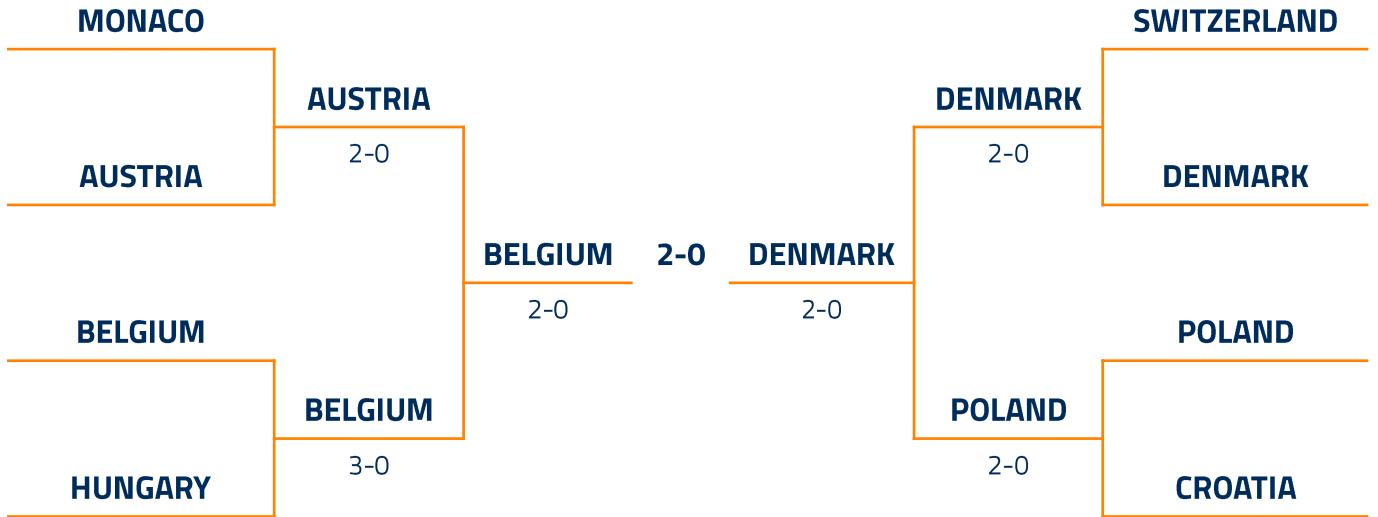 MONACO
SWITZERLAND
AUSTRIA
DENMARK
2-0
2-0
AUSTRIA
DENMARK
BELGIUM
2-0
DENMARK
2-0
2-0
BELGIUM
POLAND
BELGIUM
POLAND
3-0
2-0
HUNGARY
CROATIA